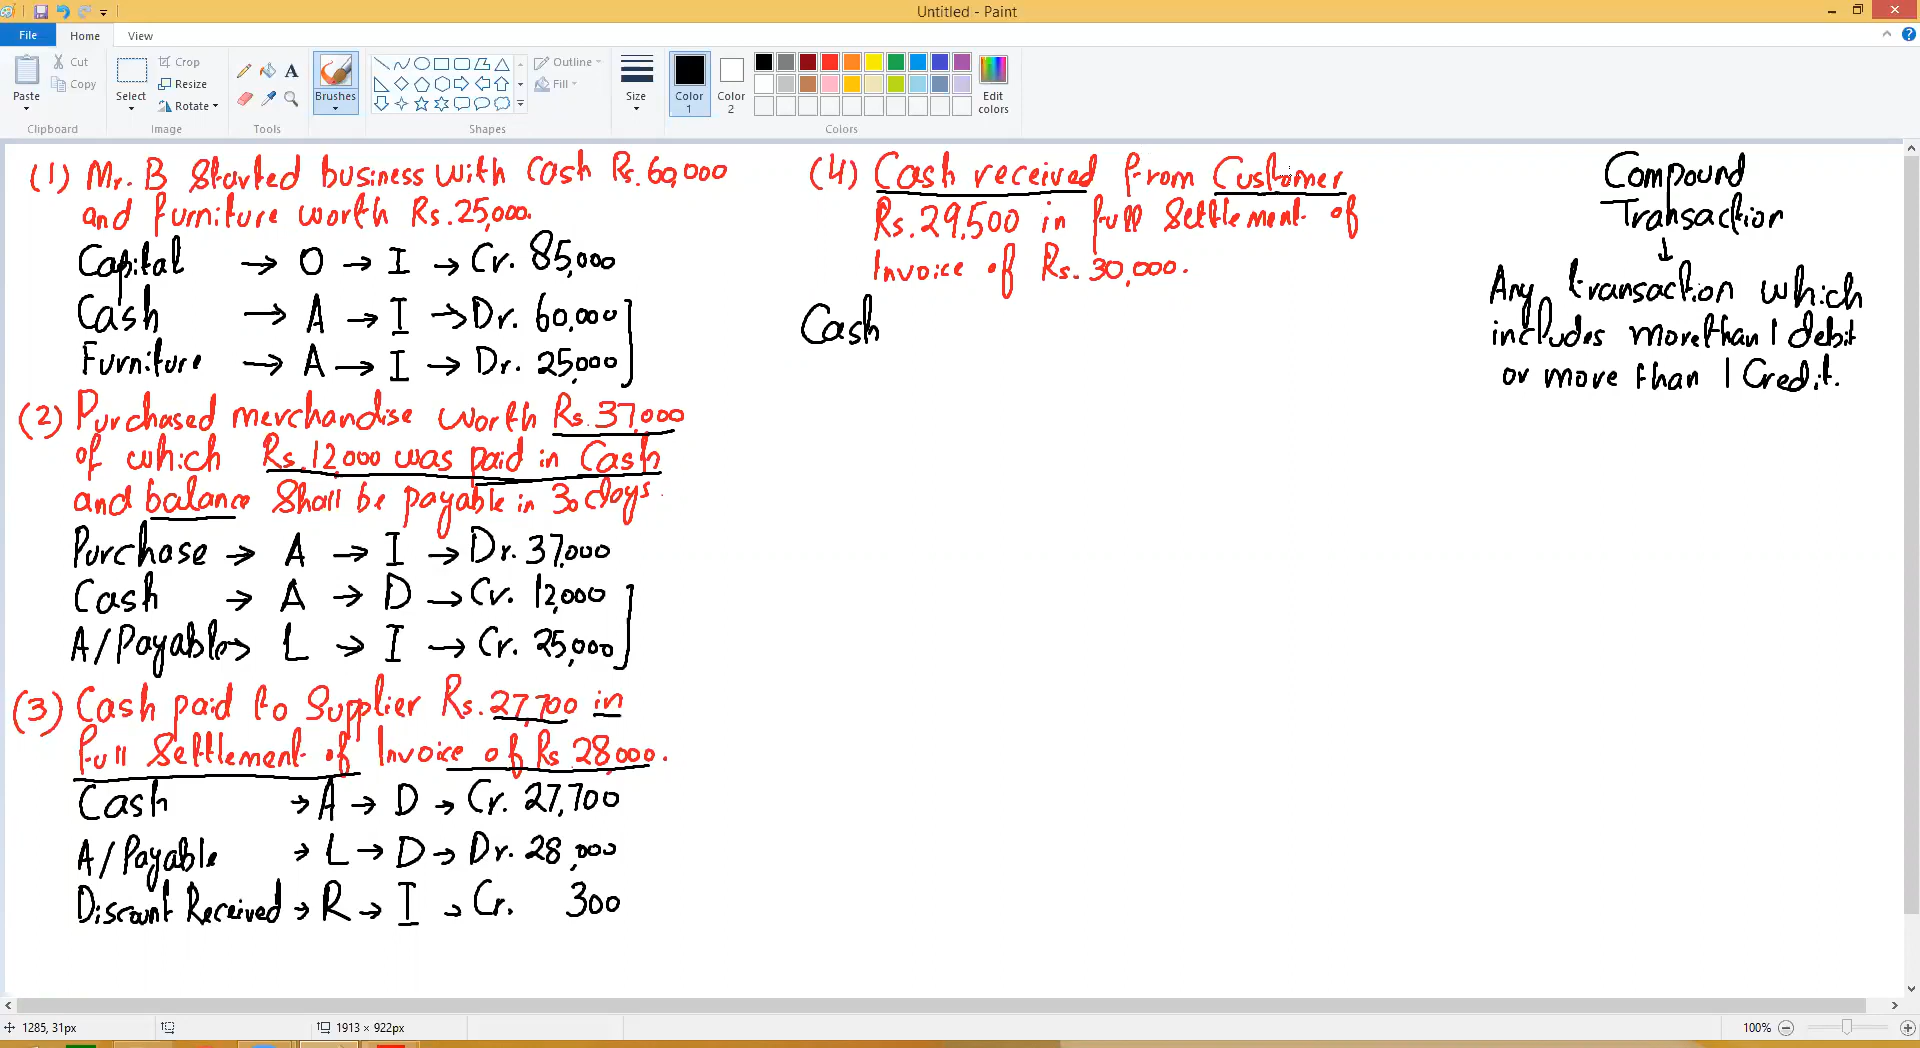 Untitled - Paint
File
Home
View
Paste
Cut
Copy
Clipboard
Select
Crop
Resize
Rotate
Image
A
Tools
Brushes
Outline
Fill
Shapes
Size
Color 1
Color 2
Edit colors
Colors
(1) Mr. B Started business with Cash Rs. 60,000
and furniture worth Rs. 25,000.
Capital → O → I → Cr. 85,000
Cash → A → I → Dr. 60,000
Furniture → A → I → Dr. 25,000
(2) Purchased merchandise worth Rs. 37,000
of which Rs. 12,000 was paid in Cash
and balance Shall be payable in 30 days.
Purchase → A → I → Dr. 37,000
Cash → A → D → Cr. 12,000
A/Payable → L → I → Cr. 25,000
(3) Cash paid to Supplier Rs. 27,700 in
full Settlement of Invoice of Rs 28,000.
Cash → A → D → Cr. 27,700
A/Payable → L → D → Dr. 28,000
Discount Received → R → I → Cr. 300
(4) Cash received from Customer
Rs. 29,500 in full Settlement of
Invoice of Rs. 30,000.
Cash
Compound
Transaction
↓
Any transaction which
includes more than 1 debit
or more than 1 Credit.
1285, 31px
1913 × 922px
100%